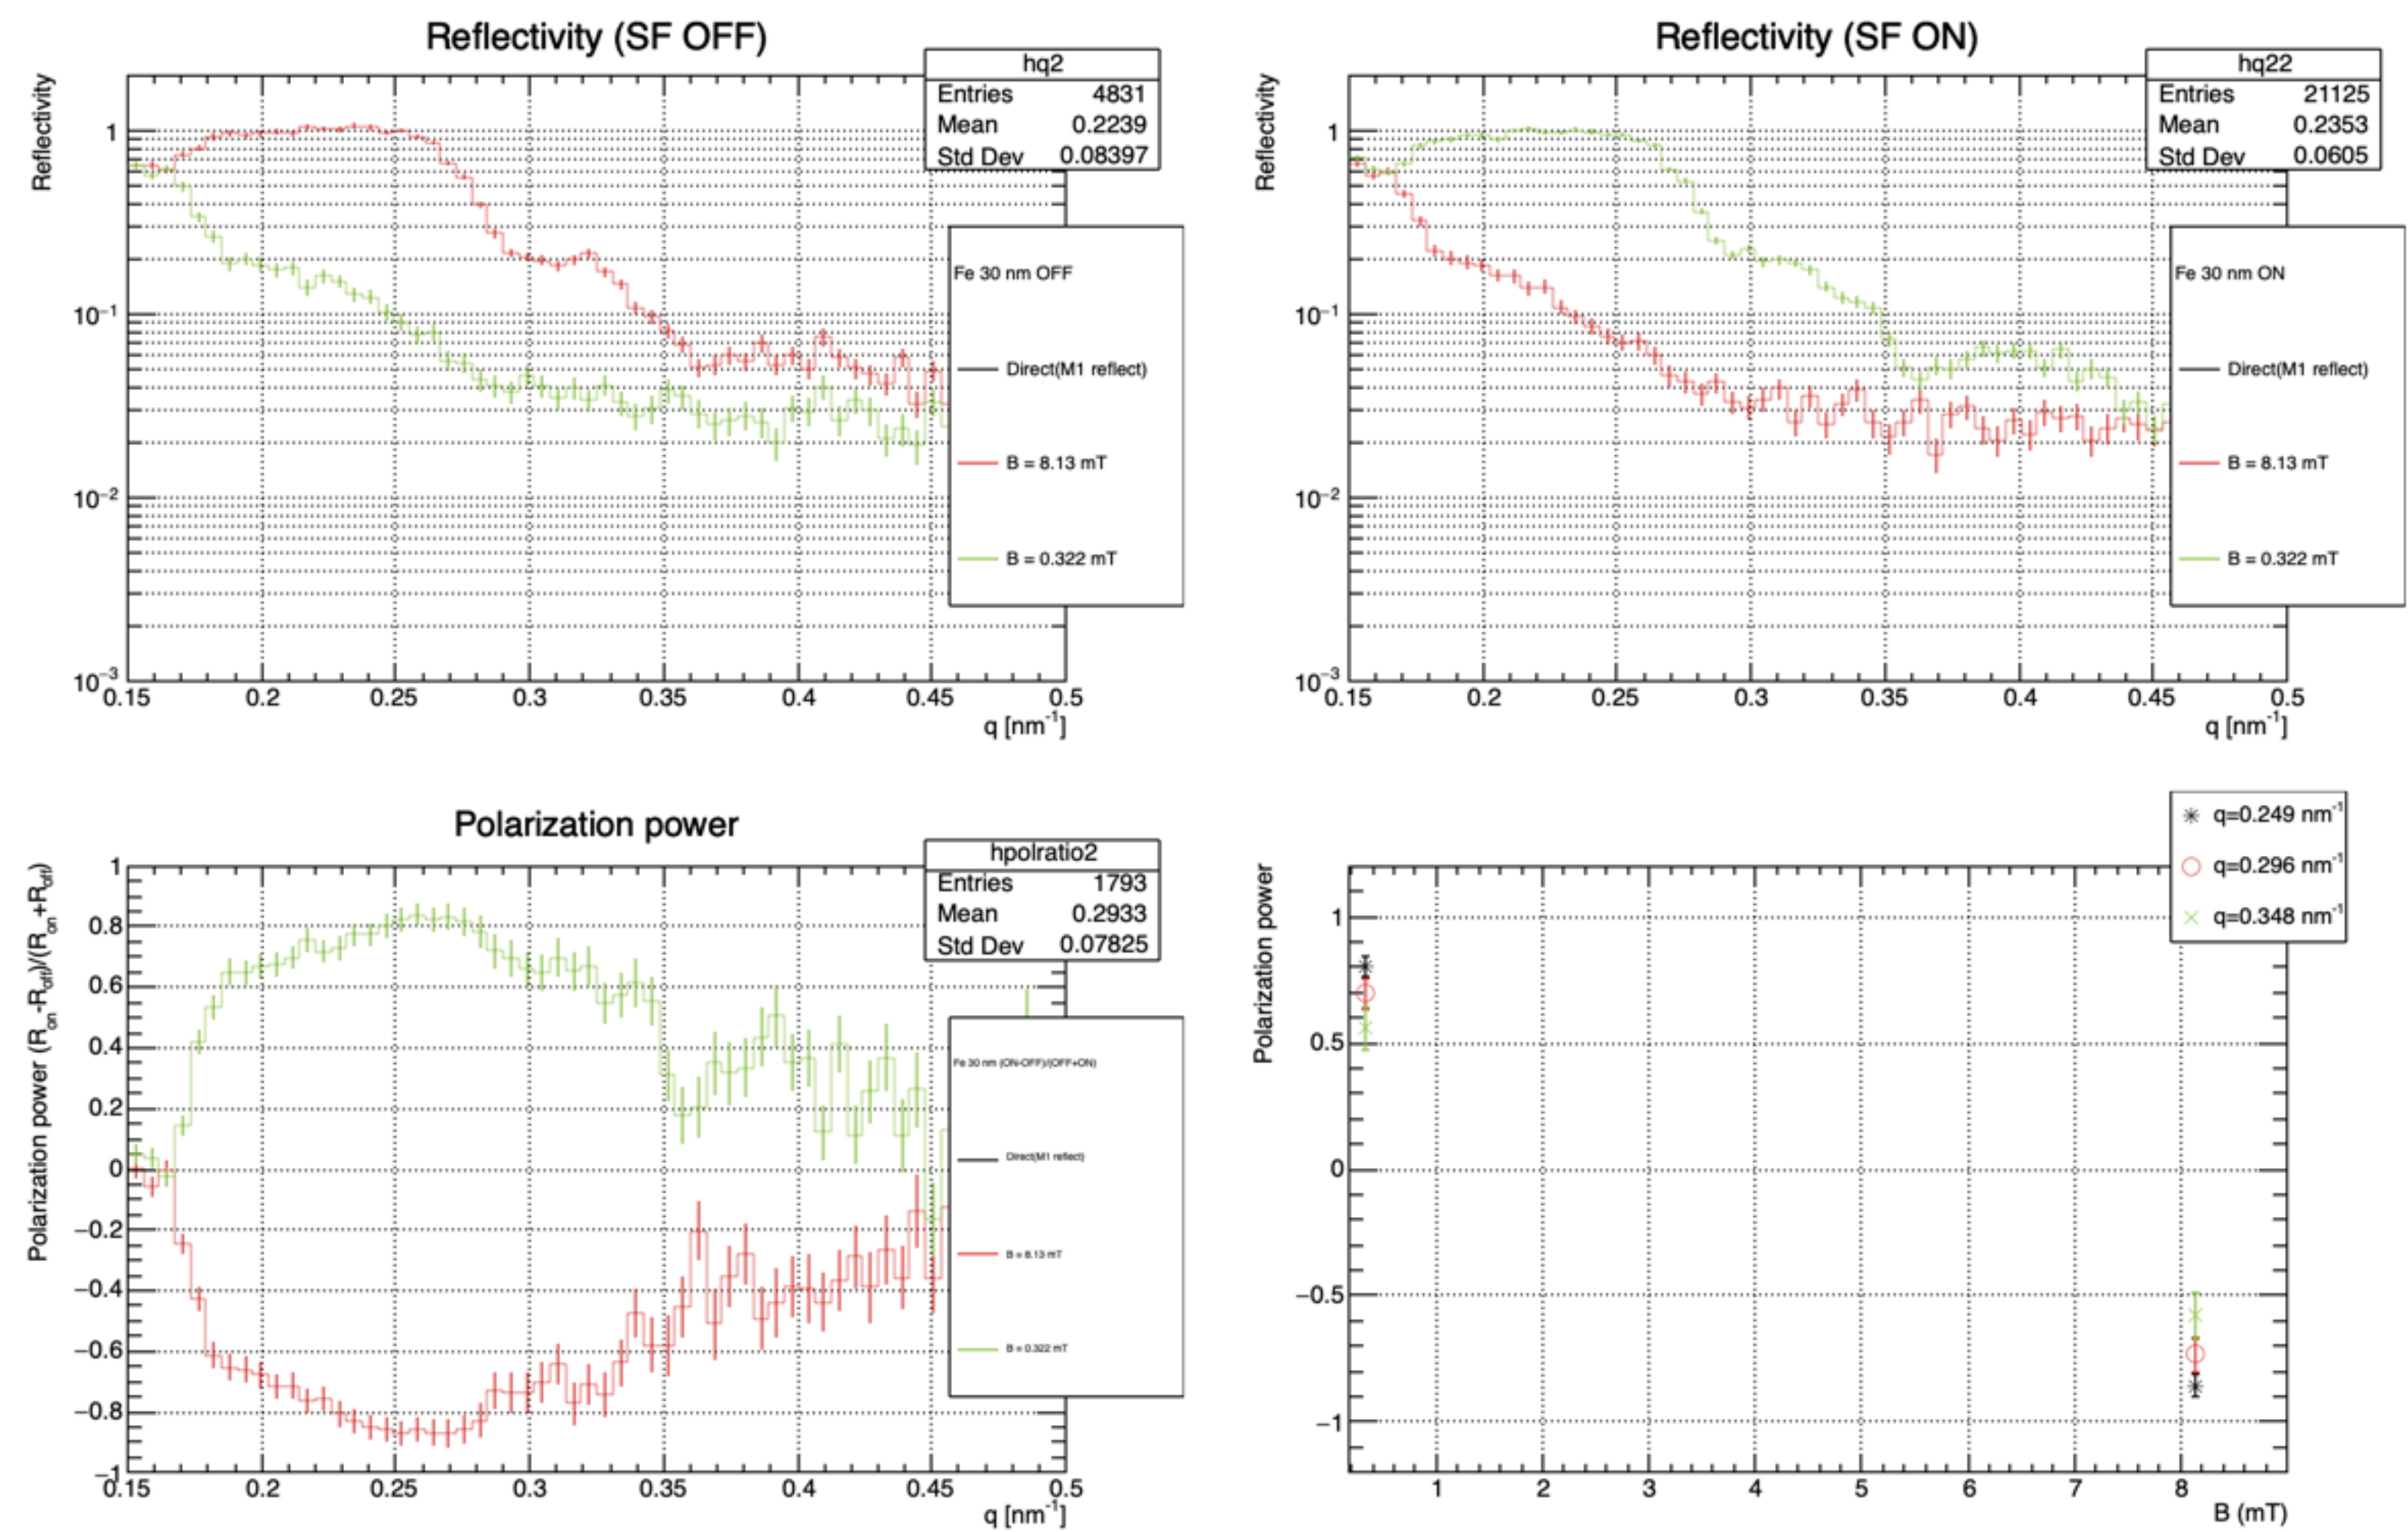 Reflectivity (SF OFF)
hq2
Entries 4831
Mean 0.2239
Std Dev 0.08397
Reflectivity
1
10⁻¹
10⁻²
10⁻³
0.15 0.2 0.25 0.3 0.35 0.4 0.45 0.5
q [nm⁻¹]
Fe 30 nm OFF
Direct(M1 reflect)
B = 8.13 mT
B = 0.322 mT
Reflectivity (SF ON)
hq22
Entries 21125
Mean 0.2353
Std Dev 0.0605
Reflectivity
1
10⁻¹
10⁻²
10⁻³
0.15 0.2 0.25 0.3 0.35 0.4 0.45 0.5
q [nm⁻¹]
Fe 30 nm ON
Direct(M1 reflect)
B = 8.13 mT
B = 0.322 mT
Polarization power
hpolratio2
Entries 1793
Mean 0.2933
Std Dev 0.07825
Polarization power (R_on-R_off)/(R_on+R_off)
1
0.8
0.6
0.4
0.2
0
−0.2
−0.4
−0.6
−0.8
−1
0.15 0.2 0.25 0.3 0.35 0.4 0.45 0.5
q [nm⁻¹]
Fe 30 nm (ON-OFF)/(OFF+ON)
Direct(M1 reflect)
B = 8.13 mT
B = 0.322 mT
q=0.249 nm⁻¹
q=0.296 nm⁻¹
q=0.348 nm⁻¹
Polarization power
1
0.5
0
−0.5
−1
1 2 3 4 5 6 7 8
B (mT)